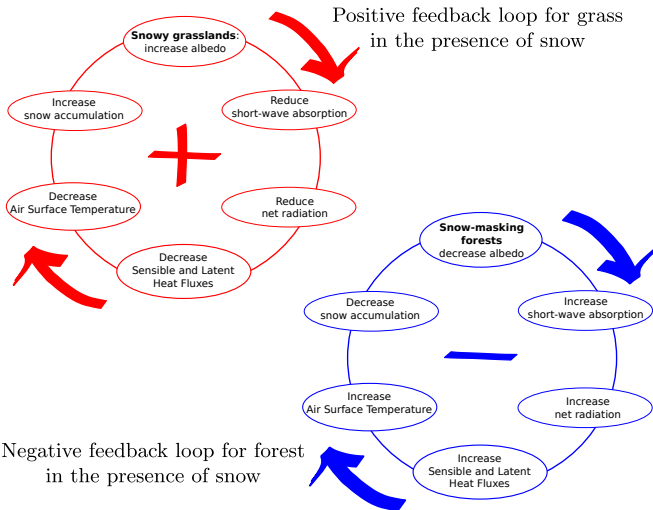 Positive feedback loop for grass
in the presence of snow
Snowy grasslands:
increase albedo
Reduce
short-wave absorption
Reduce
net radiation
Decrease
Sensible and Latent
Heat Fluxes
Decrease
Air Surface Temperature
Increase
snow accumulation
+
Snow-masking
forests
decrease albedo
Increase
short-wave absorption
Increase
net radiation
Increase
Sensible and Latent
Heat Fluxes
Increase
Air Surface Temperature
Decrease
snow accumulation
−
Negative feedback loop for forest
in the presence of snow